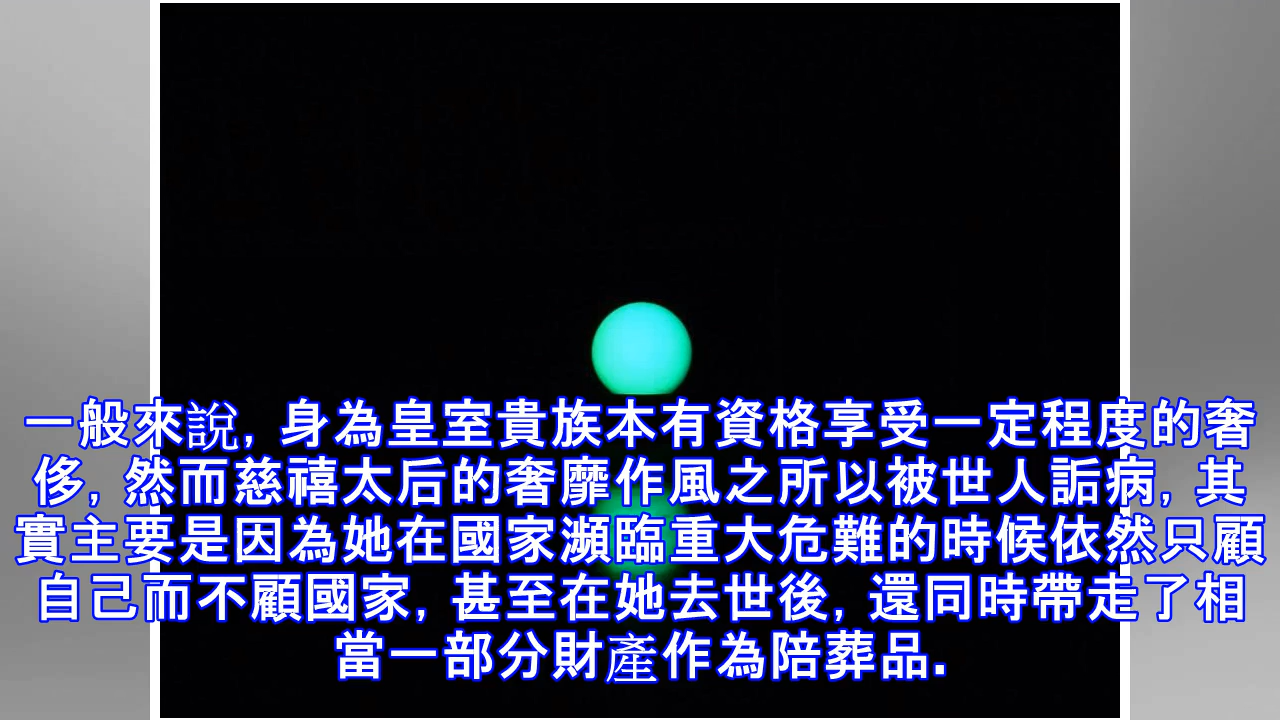 一般來說, 身為皇室貴族本有資格享受一定程度的奢
侈, 然而慈禧太后的奢靡作風之所以被世人詬病, 其
實主要是因為她在國家瀕臨重大危難的時候依然只顧
自己而不顧國家, 甚至在她去世後, 還同時帶走了相
當一部分財產作為陪葬品.